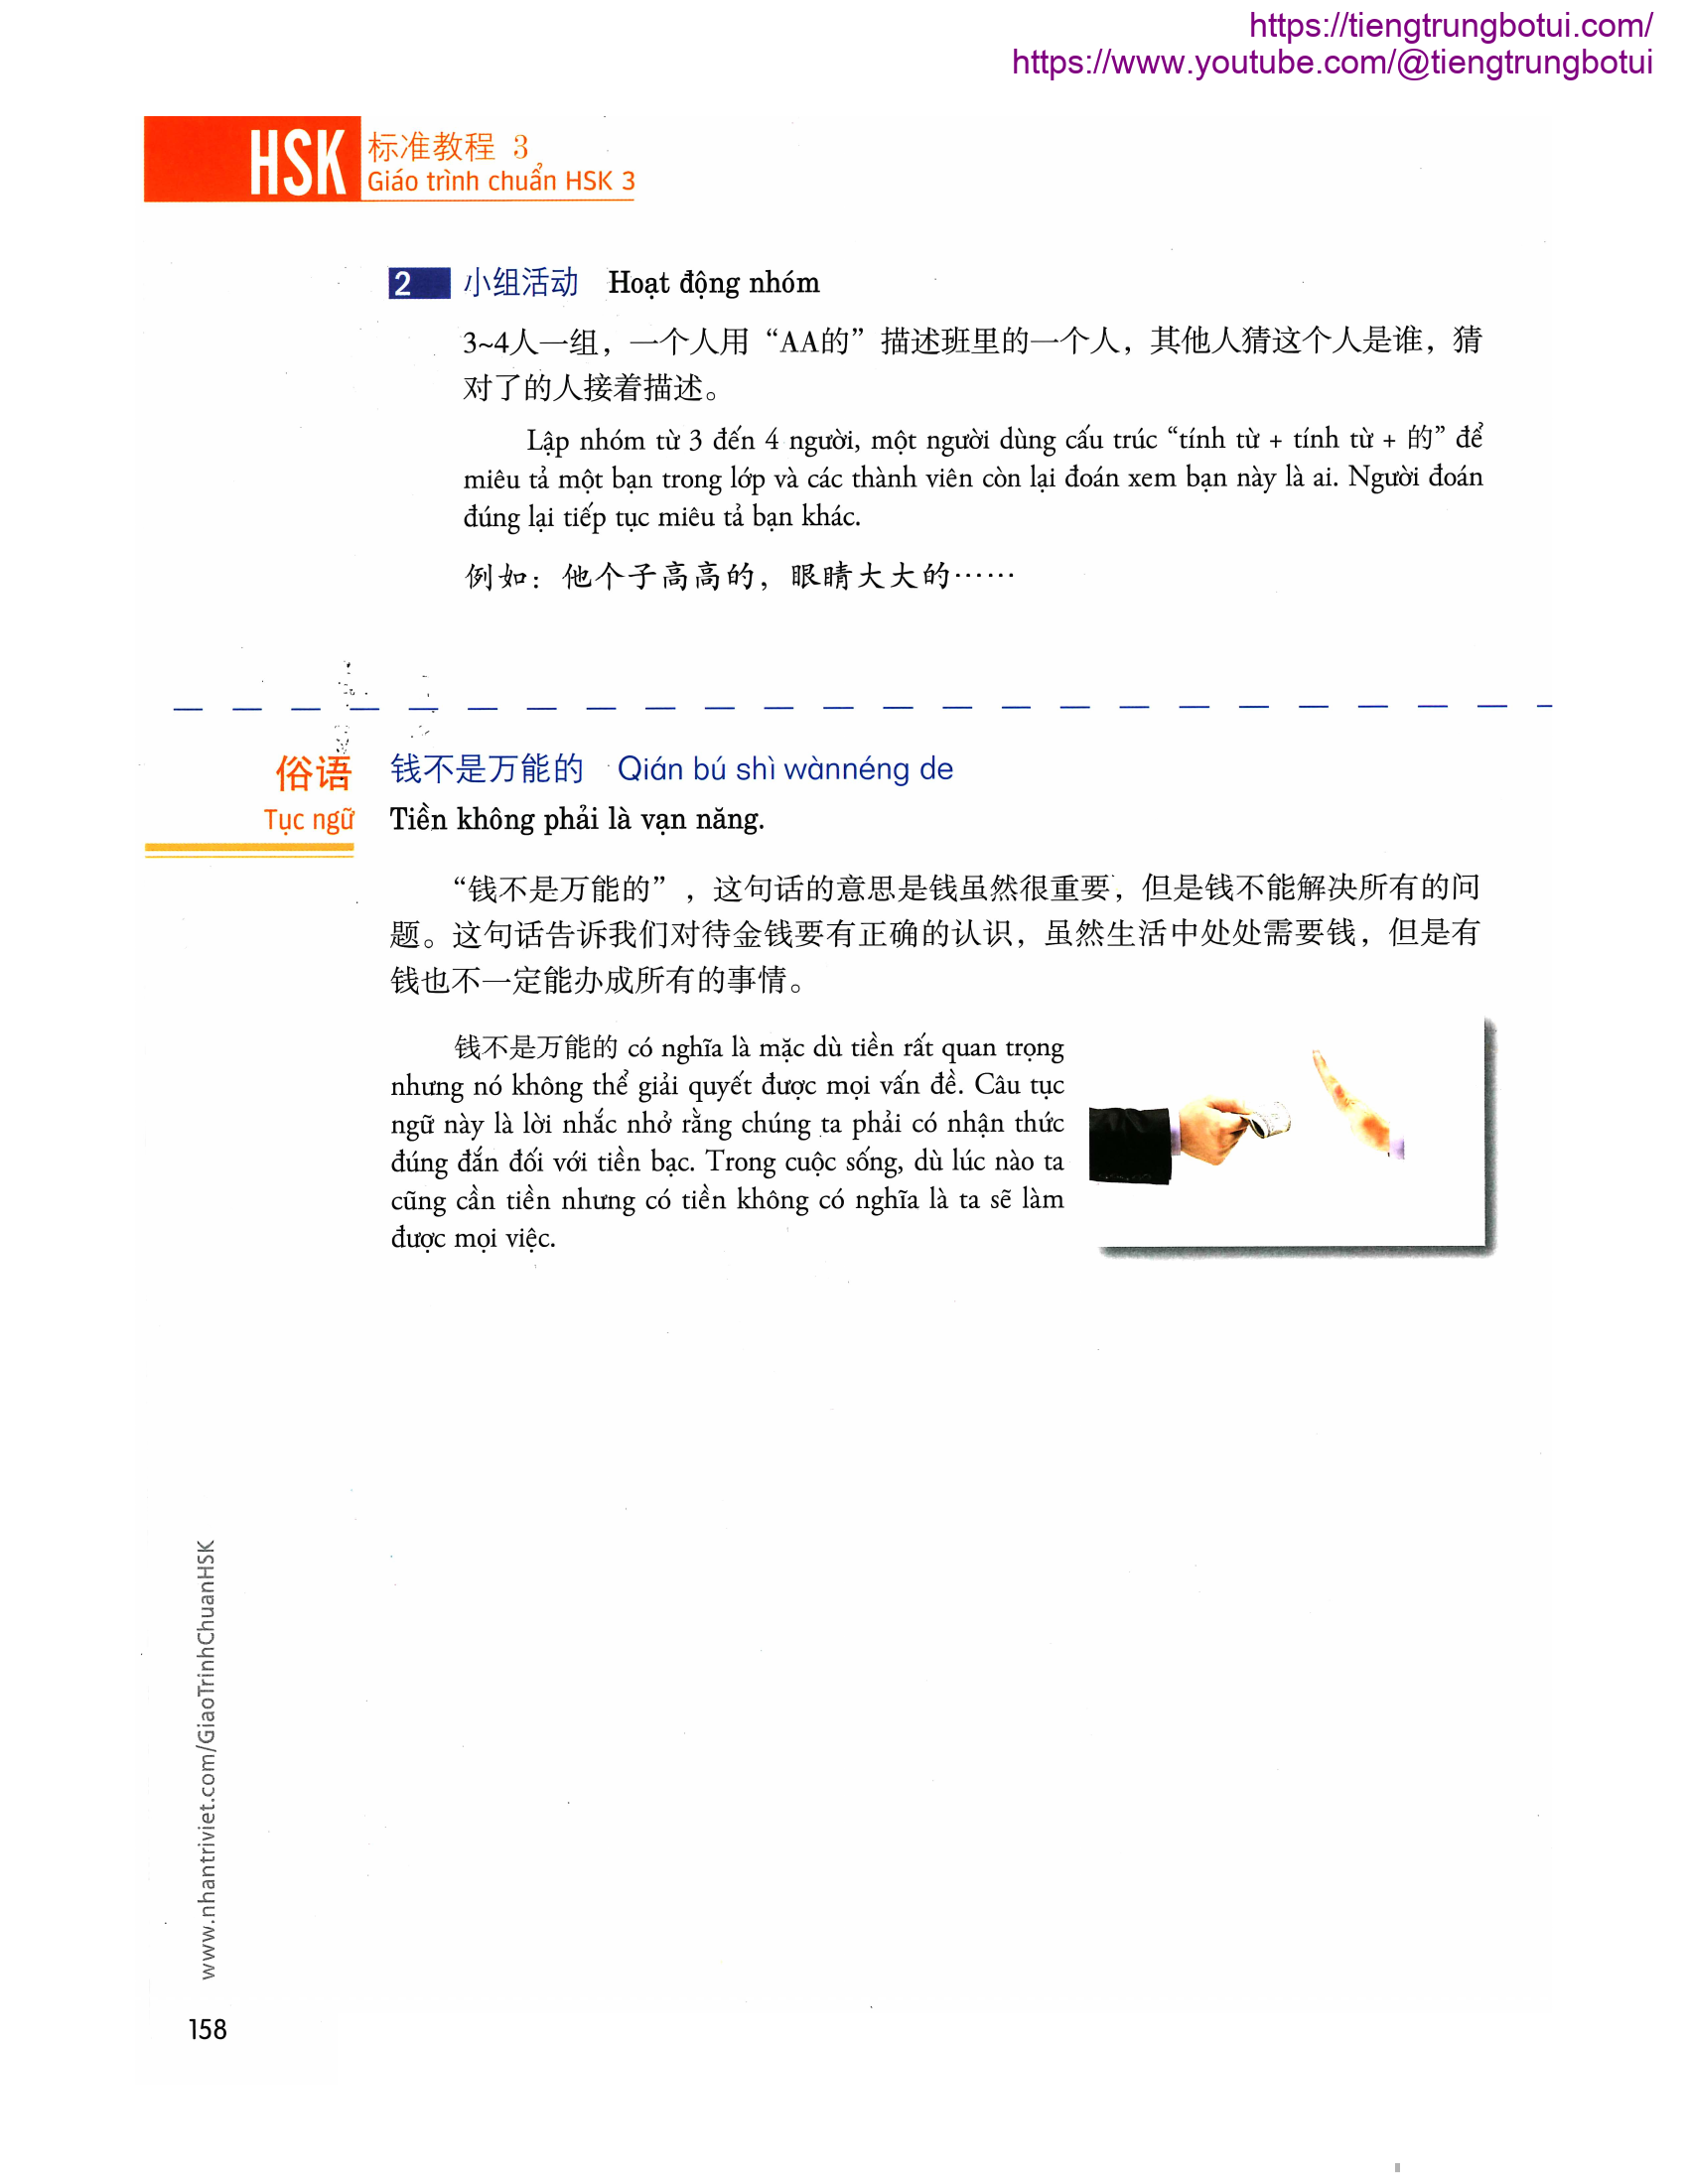 https://tiengtrungbotui.com/
https://www.youtube.com/@tiengtrungbotui
HSK 标准教程 3
Giáo trình chuẩn HSK 3
2 小组活动 Hoạt động nhóm
3~4人一组，一个人用“AA的”描述班里的一个人，其他人猜这个人是谁，猜
对了的人接着描述。
Lập nhóm từ 3 đến 4 người, một người dùng cấu trúc “tính từ + tính từ + 的” để
miêu tả một bạn trong lớp và các thành viên còn lại đoán xem bạn này là ai. Người đoán
đúng lại tiếp tục miêu tả bạn khác.
例如：他个子高高的，眼睛大大的……
俗语 钱不是万能的 Qián bú shì wànnéng de
Tục ngữ Tiền không phải là vạn năng.
“钱不是万能的”，这句话的意思是钱虽然很重要，但是钱不能解决所有的问
题。这句话告诉我们对待金钱要有正确的认识，虽然生活中处处需要钱，但是有
钱也不一定能办成所有的事情。
钱不是万能的 có nghĩa là mặc dù tiền rất quan trọng
nhưng nó không thể giải quyết được mọi vấn đề. Câu tục
ngữ này là lời nhắc nhở rằng chúng ta phải có nhận thức
đúng đắn đối với tiền bạc. Trong cuộc sống, dù lúc nào ta
cũng cần tiền nhưng có tiền không có nghĩa là ta sẽ làm
được mọi việc.
www.nhantriviet.com/GiaoTrinhChuanHSK
158